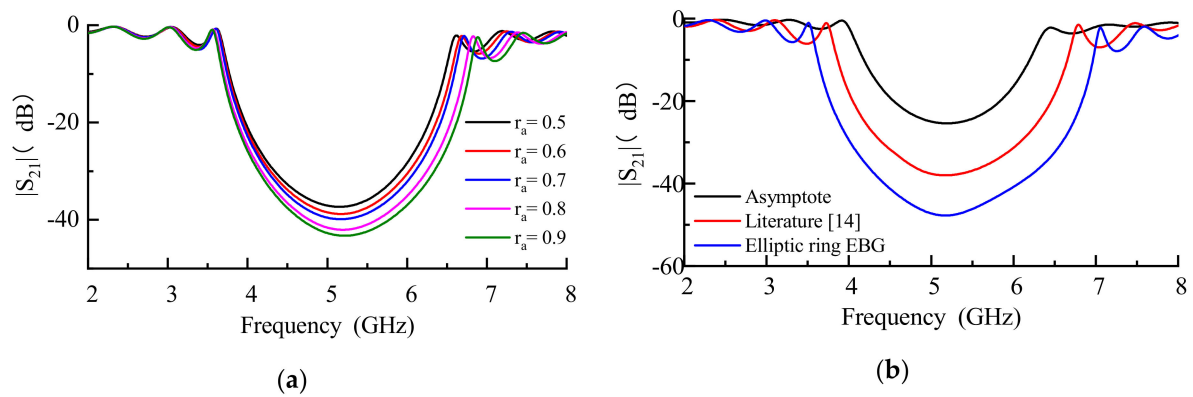 0
-20
-40
|S21|( dB)
ra= 0.5
ra= 0.6
ra= 0.7
ra= 0.8
ra= 0.9
2 3 4 5 6 7 8
Frequency (GHz)
(a)
0
-20
-40
-60
|S21|( dB)
Asymptote
Literature [14]
Elliptic ring EBG
2 3 4 5 6 7 8
Frequency (GHz)
(b)